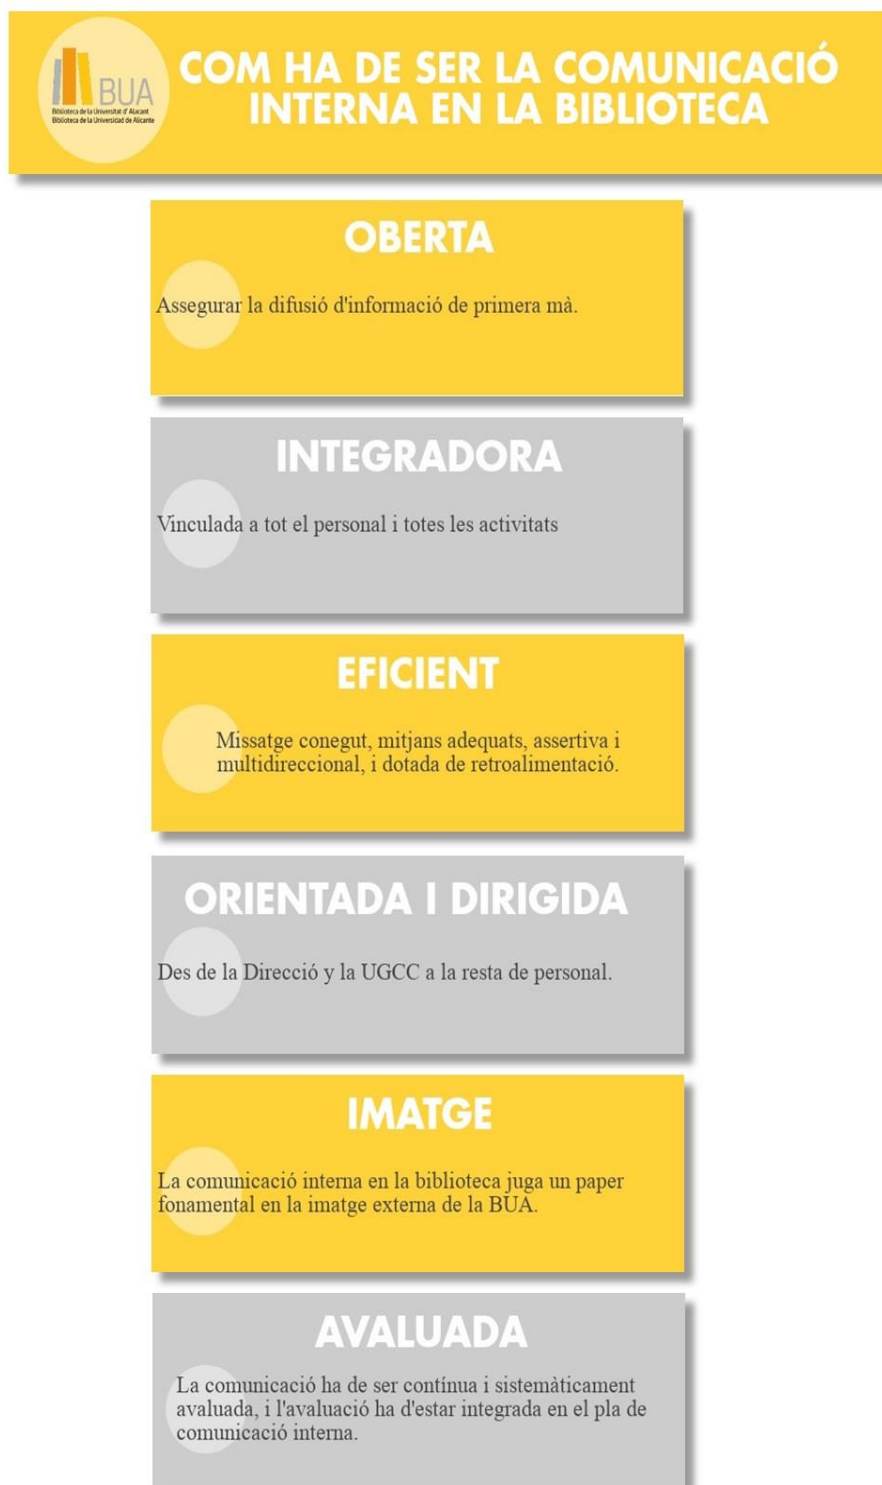 BUA
Biblioteca de la Universitat d'Alacant
Biblioteca de la Universidad de Alicante
COM HA DE SER LA COMUNICACIÓ
INTERNA EN LA BIBLIOTECA
OBERTA
Assegurar la difusió d'informació de primera mà.
INTEGRADORA
Vinculada a tot el personal i totes les activitats
EFICIENT
Missatge conegut, mitjans adequats, assertiva i
multidireccional, i dotada de retroalimentació.
ORIENTADA I DIRIGIDA
Des de la Direcció y la UGCC a la resta de personal.
IMATGE
La comunicació interna en la biblioteca juga un paper
fonamental en la imatge externa de la BUA.
AVALUADA
La comunicació ha de ser contínua i sistemàticament
avaluada, i l'avaluació ha d'estar integrada en el pla de
comunicació interna.